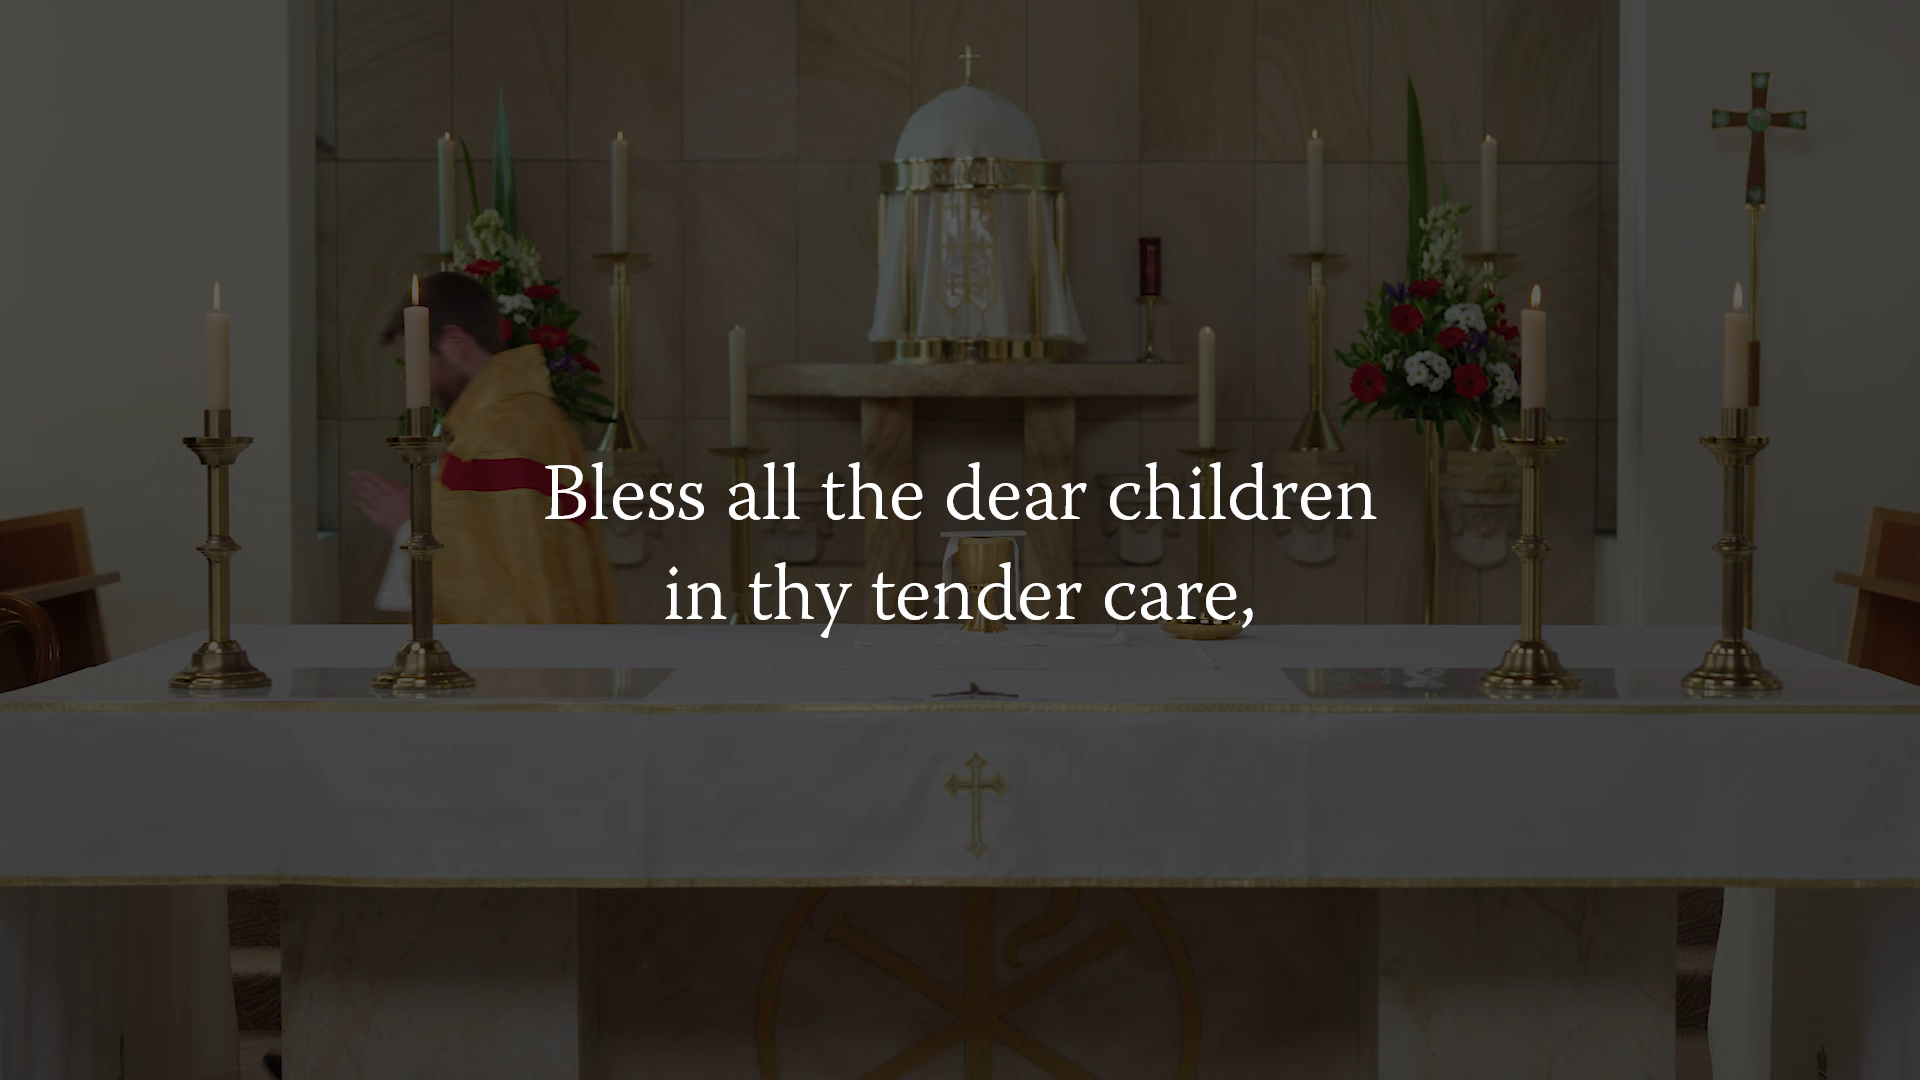 Bless all the dear children
in thy tender care,